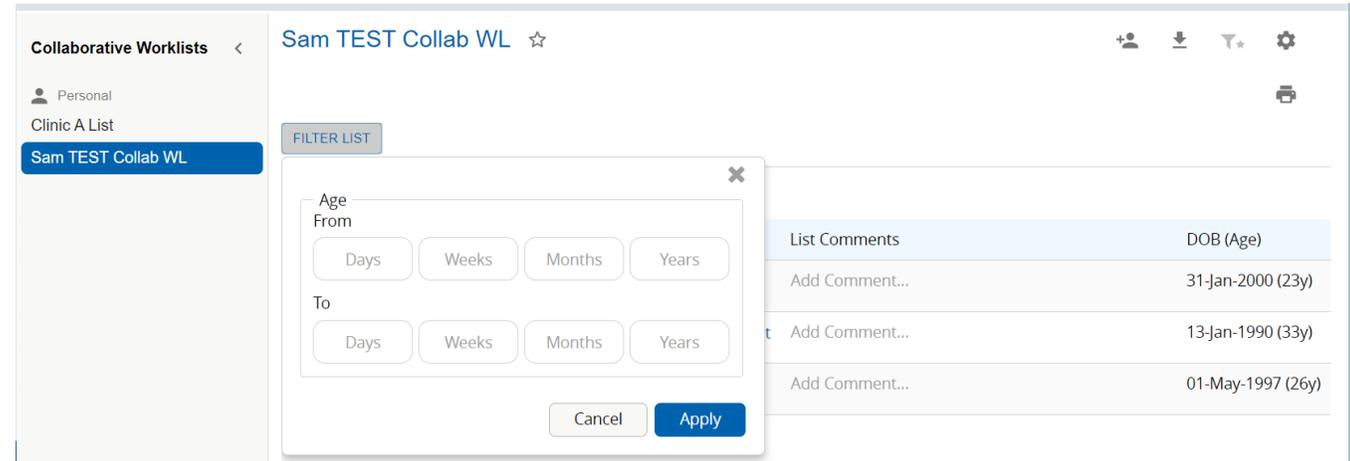 Collaborative Worklists
Personal
Clinic A List
Sam TEST Collab WL
Sam TEST Collab WL
FILTER LIST
Age
From
Days Weeks Months Years
To
Days Weeks Months Years
Cancel Apply
List Comments DOB (Age)
Add Comment... 31-Jan-2000 (23y)
t Add Comment... 13-Jan-1990 (33y)
Add Comment... 01-May-1997 (26y)